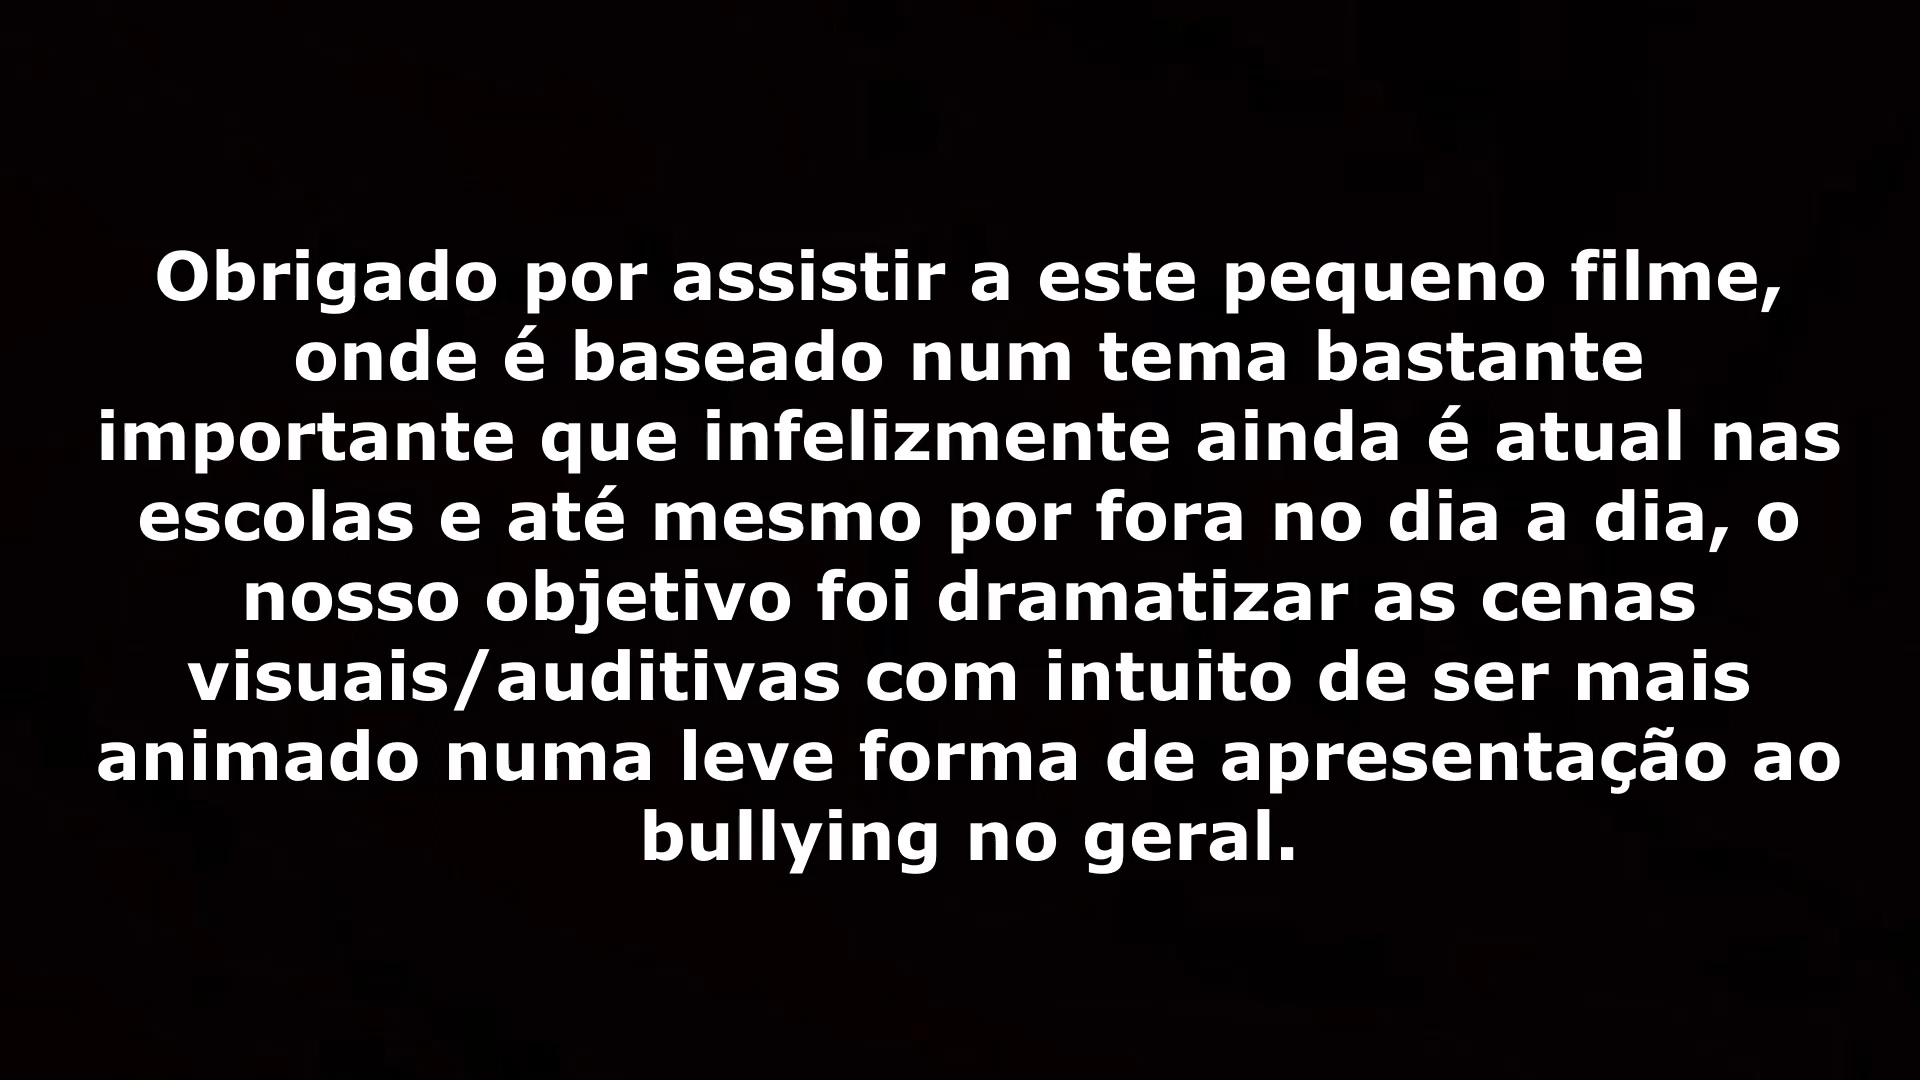 Obrigado por assistir a este pequeno filme,
onde é baseado num tema bastante
importante que infelizmente ainda é atual nas
escolas e até mesmo por fora no dia a dia, o
nosso objetivo foi dramatizar as cenas
visuais/auditivas com intuito de ser mais
animado numa leve forma de apresentação ao
bullying no geral.